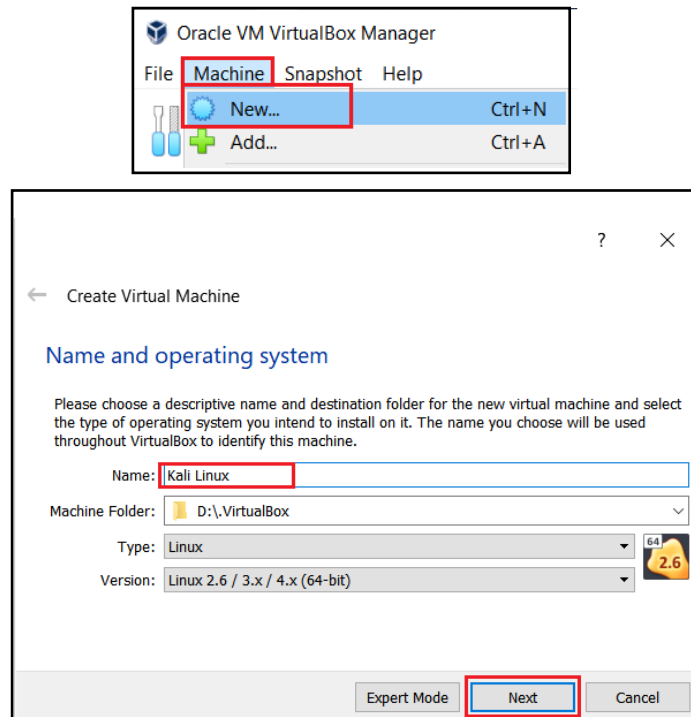 Oracle VM VirtualBox Manager
File Machine Snapshot Help
New... Ctrl+N
Add... Ctrl+A
?
Create Virtual Machine
Name and operating system
Please choose a descriptive name and destination folder for the new virtual machine and select
the type of operating system you intend to install on it. The name you choose will be used
throughout VirtualBox to identify this machine.
Name: Kali Linux
Machine Folder: D:\.VirtualBox
Type: Linux
64
Version: Linux 2.6 / 3.x / 4.x (64-bit)
2.6
Expert Mode Next Cancel